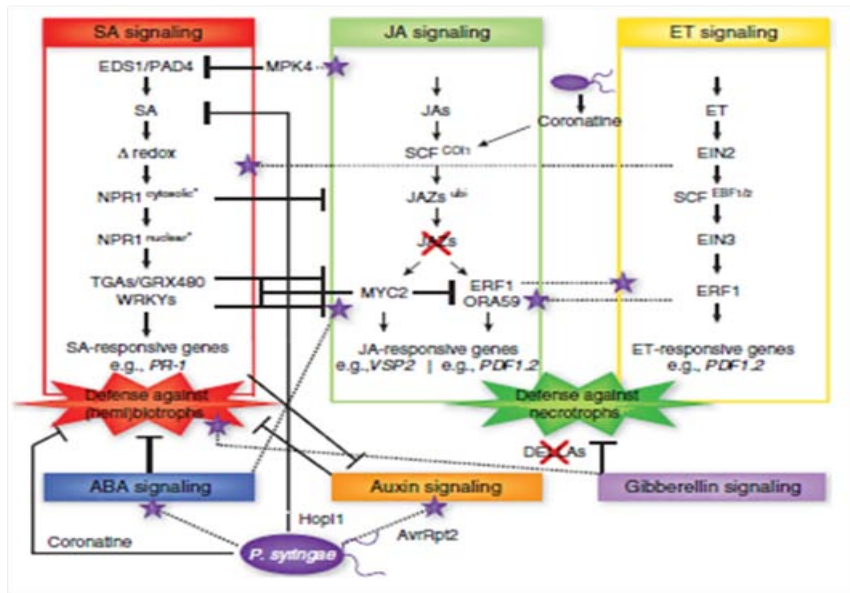 SA signaling
JA signaling
ET signaling
EDS1/PAD4
MPK4
SA
Δ redox
NPR1 cytosolic*
NPR1 nuclear*
TGAs/GRX480
WRKYs
SA-responsive genes
e.g., PR-1
Defense against
(hemi)biotrophs
JAs
SCF COI1
JAZs ubi
JAZs
MYC2
ERF1
ORA59
JA-responsive genes
e.g., VSP2 | e.g., PDF1.2
Coronatine
ET
EIN2
SCF EBF1/2
EIN3
ERF1
ET-responsive genes
e.g., PDF1.2
Defense against
necrotrophs
DELLAs
ABA signaling
Auxin signaling
Gibberellin signaling
HopI1
AvrRpt2
Coronatine
P. syringae